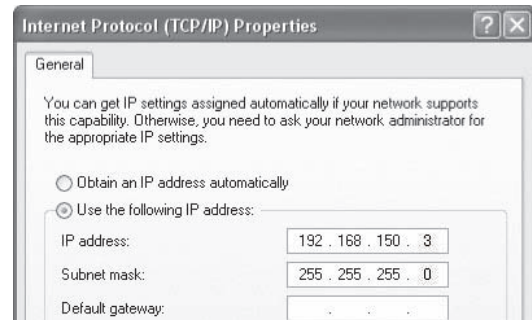 Internet Protocol (TCP/IP) Properties
General
You can get IP settings assigned automatically if your network supports
this capability. Otherwise, you need to ask your network administrator for
the appropriate IP settings.
Obtain an IP address automatically
Use the following IP address:
IP address: 192 . 168 . 150 . 3
Subnet mask: 255 . 255 . 255 . 0
Default gateway: . . .